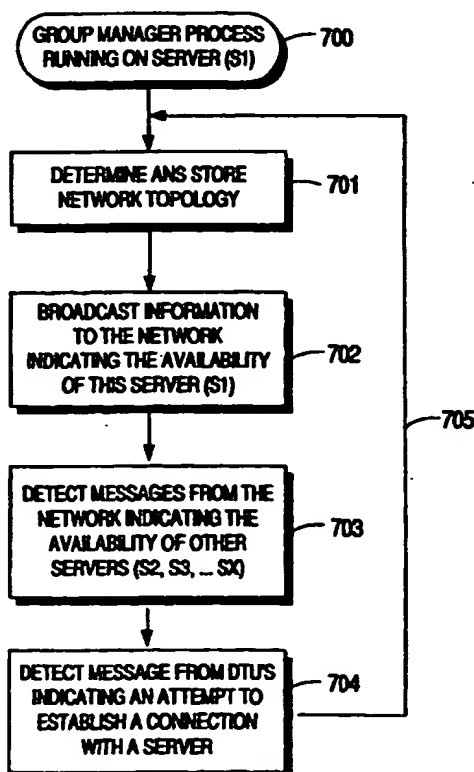 GROUP MANAGER PROCESS
RUNNING ON SERVER (S1)
700
DETERMINE ANS STORE
NETWORK TOPOLOGY
701
BROADCAST INFORMATION
TO THE NETWORK
INDICATING THE AVAILABILITY
OF THIS SERVER (S1)
702
705
DETECT MESSAGES FROM THE
NETWORK INDICATING THE
AVAILABILITY OF OTHER
SERVERS (S2, S3, ... SX)
703
DETECT MESSAGE FROM DTU'S
INDICATING AN ATTEMPT TO
ESTABLISH A CONNECTION
WITH A SERVER
704